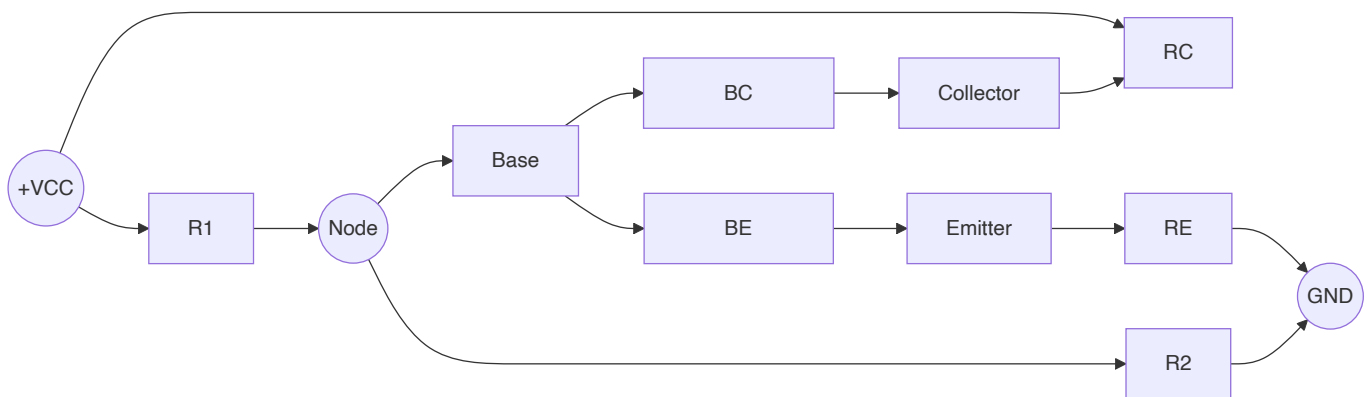 +VCC
R1
Node
Base
BC
BE
Collector
Emitter
RC
RE
R2
GND